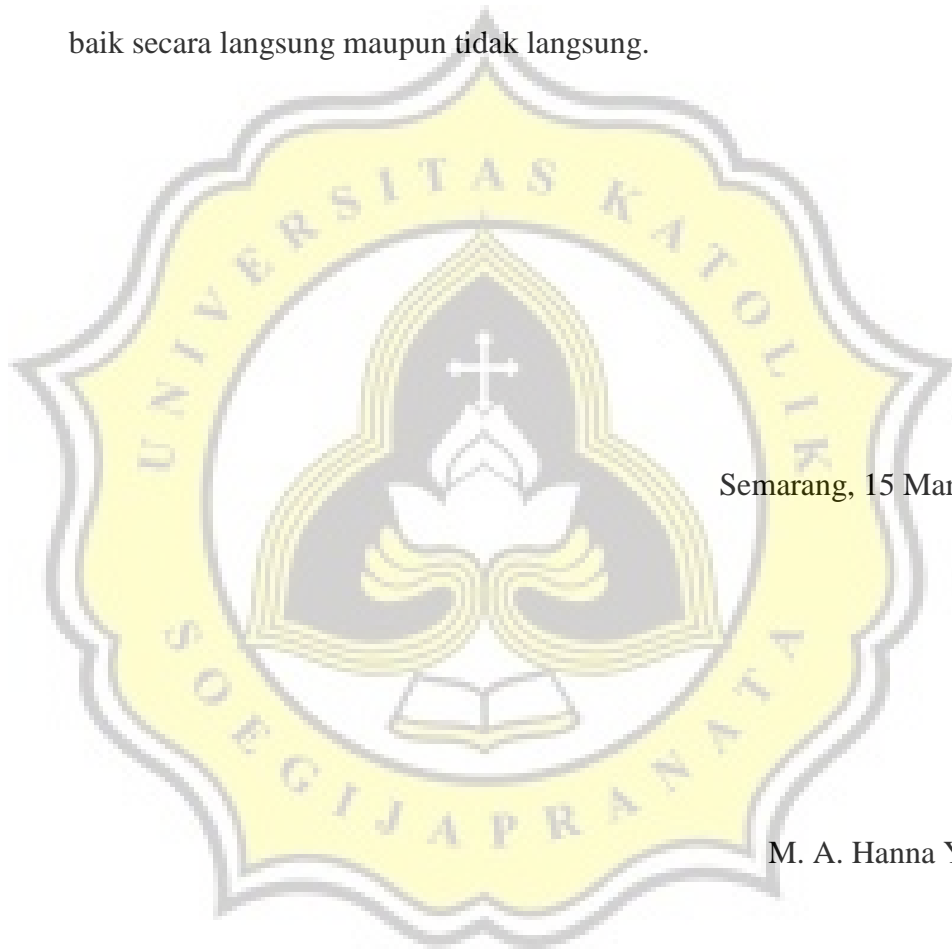 baik secara langsung maupun tidak langsung.
UNIVERSITAS KATOLIK
Semarang, 15 Mar
SOEGIJAPRANATA
M. A. Hanna Y